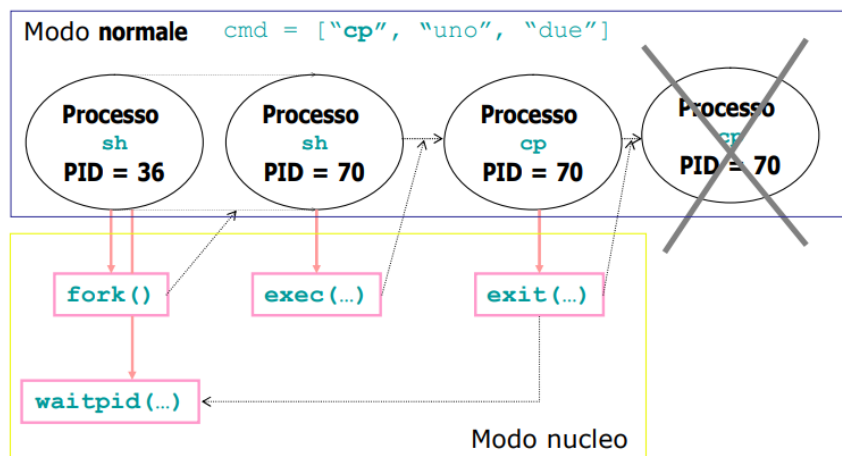 Modo normale cmd = [“cp”, “uno”, “due”]
Processo
sh
PID = 36
Processo
sh
PID = 70
Processo
cp
PID = 70
Processo
cp
PID = 70
fork()
exec(…)
exit(…)
waitpid(…)
Modo nucleo